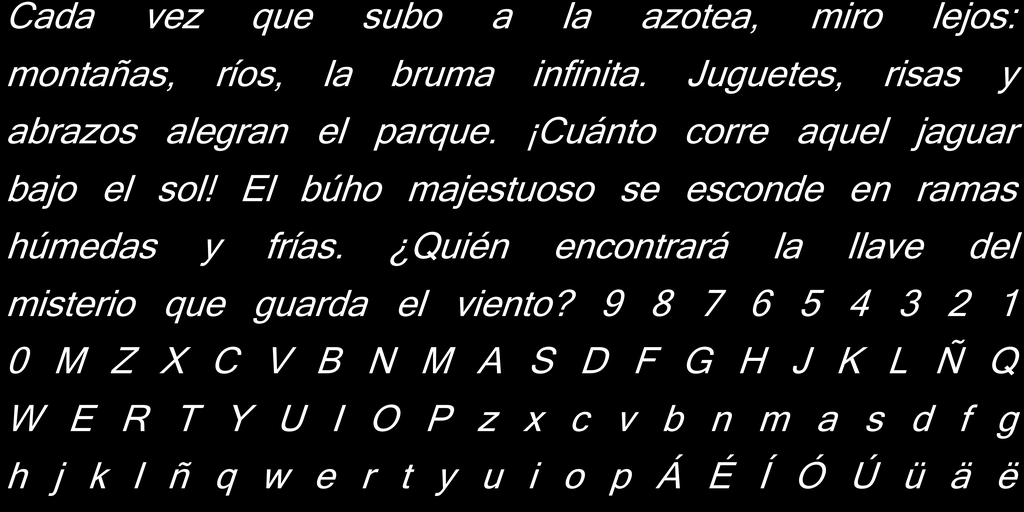 Cada vez que subo a la azotea, miro lejos:
montañas, ríos, la bruma infinita. Juguetes, risas y
abrazos alegran el parque. ¡Cuánto corre aquel jaguar
bajo el sol! El búho majestuoso se esconde en ramas
húmedas y frías. ¿Quién encontrará la llave del
misterio que guarda el viento? 9 8 7 6 5 4 3 2 1
0 M Z X C V B N M A S D F G H J K L Ñ Q
W E R T Y U I O P z x c v b n m a s d f g
h j k l ñ q w e r t y u i o p Á É Í Ó Ú ü ä ë